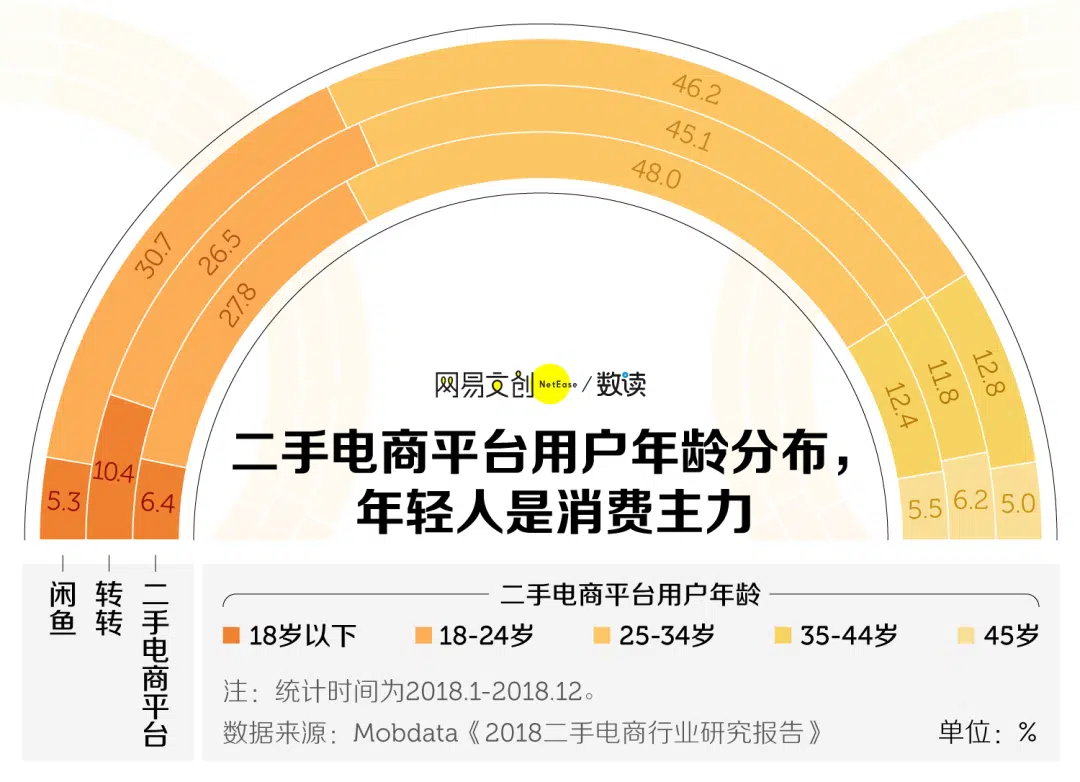 46.2
45.1
48.0
30.7
26.5
27.8
12.8
11.8
12.4
5.3
10.4
6.4
5.5
6.2
5.0
网易文创 NetEase / 数读
二手电商平台用户年龄分布，
年轻人是消费主力
闲鱼
转转
二手电商平台
二手电商平台用户年龄
18岁以下 18-24岁 25-34岁 35-44岁 45岁
注：统计时间为2018.1-2018.12。
数据来源：Mobdata《2018二手电商行业研究报告》 单位：%